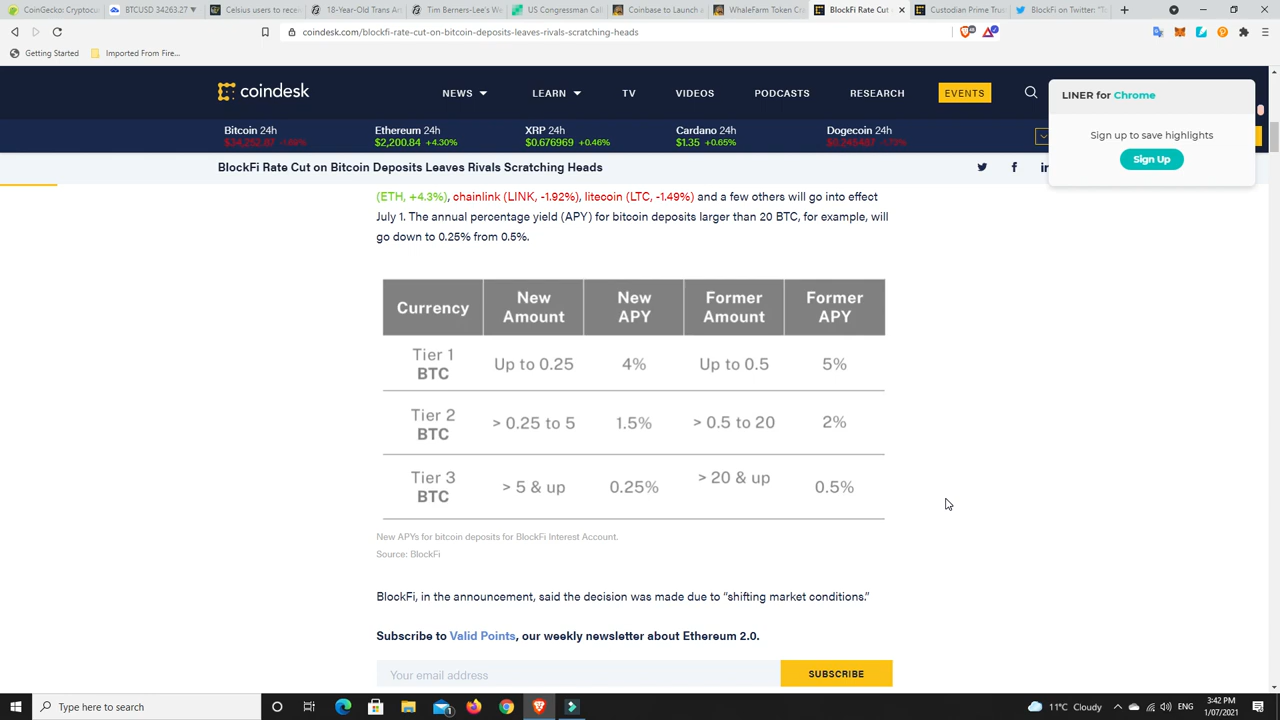 CoinGecko: Cryptocu
BTCUSD 34263.27
Celsius users to recei
18-Year-Old Trans Ar
Tim Berners-Lee's We
US Congressman Cal
Coinbase to Launch a
WhaleFarm Token C
BlockFi Rate Cut
Custodian Prime Trus
BlockFi on Twitter: "T
coindesk.com/blockfi-rate-cut-on-bitcoin-deposits-leaves-rivals-scratching-heads
Getting Started
Imported From Fire...
coindesk
NEWS
LEARN
TV
VIDEOS
PODCASTS
RESEARCH
EVENTS
LINER for Chrome
Sign up to save highlights
Sign Up
Bitcoin 24h
$34,252.87 -1.69%
Ethereum 24h
$2,200.84 +4.30%
XRP 24h
$0.676969 +0.46%
Cardano 24h
$1.35 +0.65%
Dogecoin 24h
BlockFi Rate Cut on Bitcoin Deposits Leaves Rivals Scratching Heads
(ETH, +4.3%), chainlink (LINK, -1.92%), litecoin (LTC, -1.49%) and a few others will go into effect
July 1. The annual percentage yield (APY) for bitcoin deposits larger than 20 BTC, for example, will
go down to 0.25% from 0.5%.
Currency
New Amount
New APY
Former Amount
Former APY
Tier 1 BTC
Up to 0.25
4%
Up to 0.5
5%
Tier 2 BTC
> 0.25 to 5
1.5%
> 0.5 to 20
2%
Tier 3 BTC
> 5 & up
0.25%
> 20 & up
0.5%
New APYs for bitcoin deposits for BlockFi Interest Account.
Source: BlockFi
BlockFi, in the announcement, said the decision was made due to “shifting market conditions.”
Subscribe to Valid Points, our weekly newsletter about Ethereum 2.0.
Your email address
SUBSCRIBE
Type here to search
11°C Cloudy
ENG
3:42 PM
1/07/2021